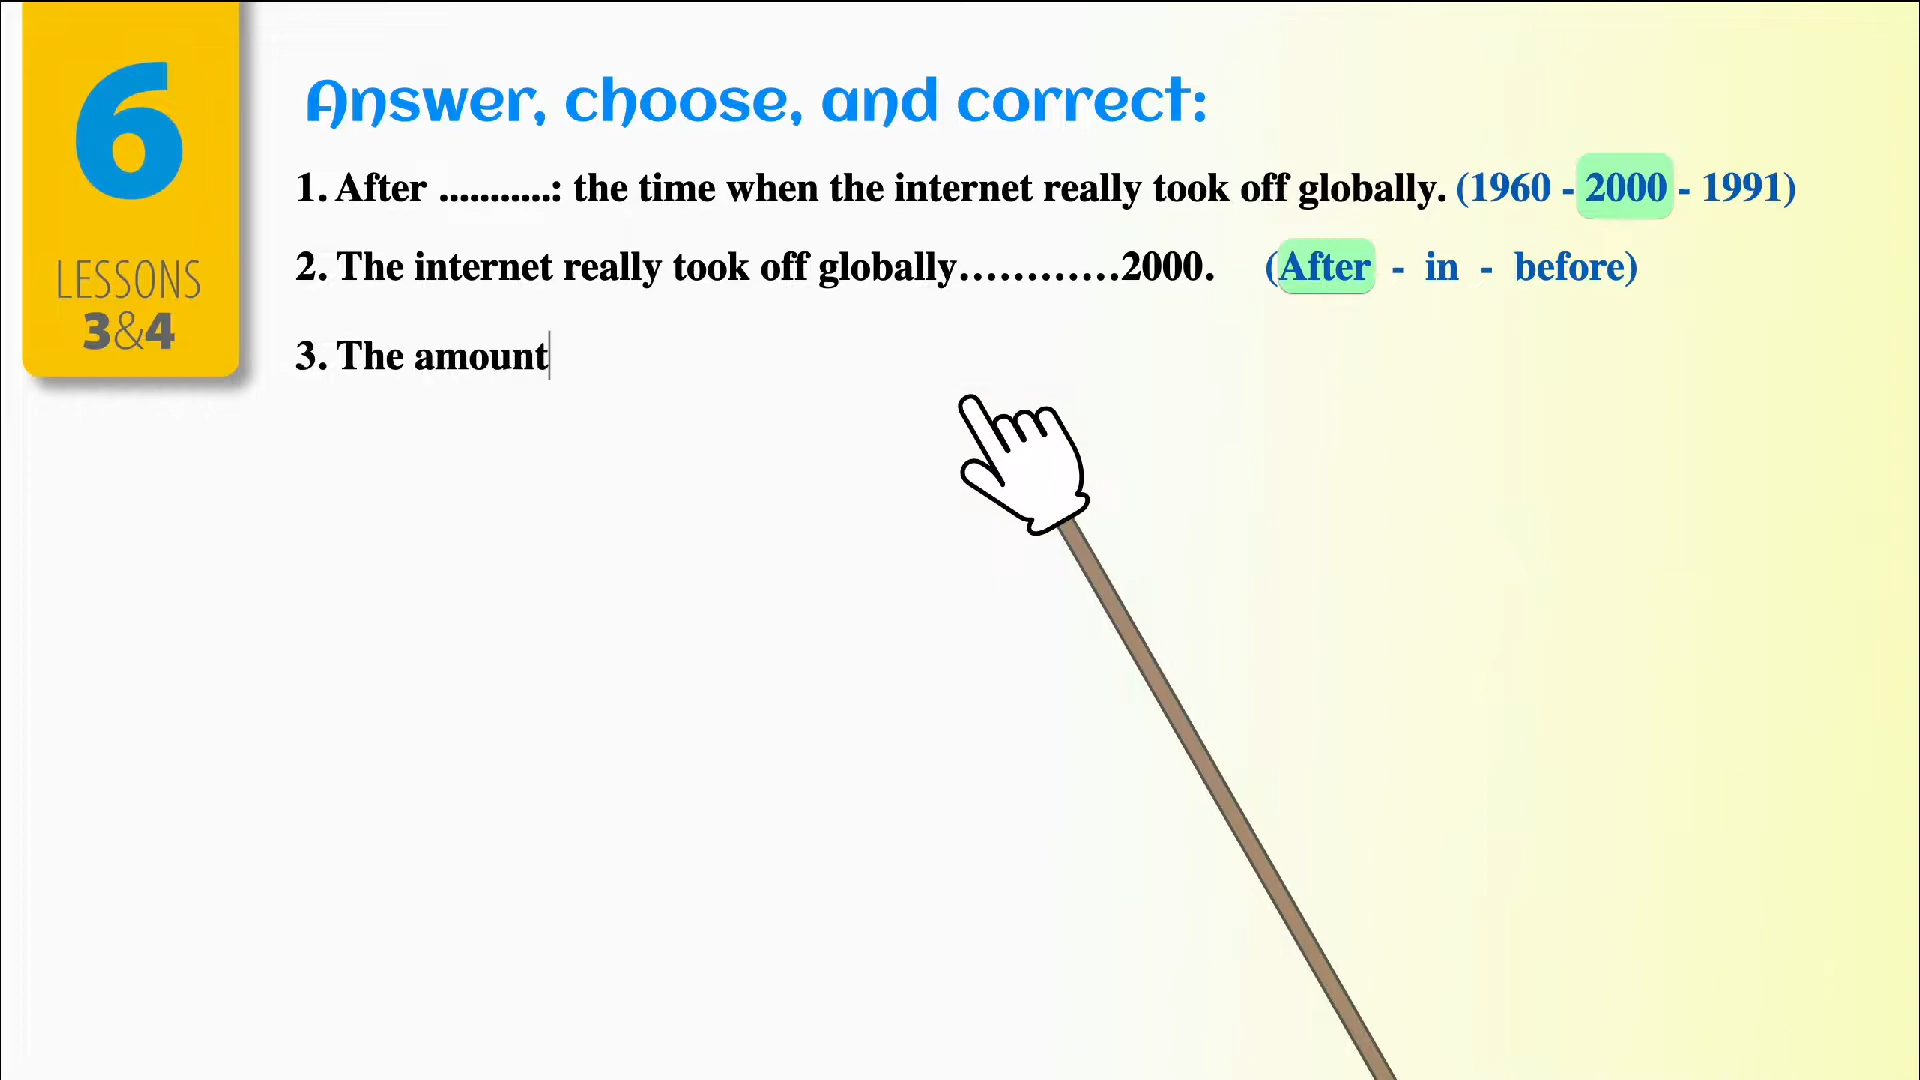 6
LESSONS
3&4
Answer, choose, and correct:
1. After ...........: the time when the internet really took off globally. (1960 - 2000 - 1991)
2. The internet really took off globally…………2000. (After - in - before)
3. The amount